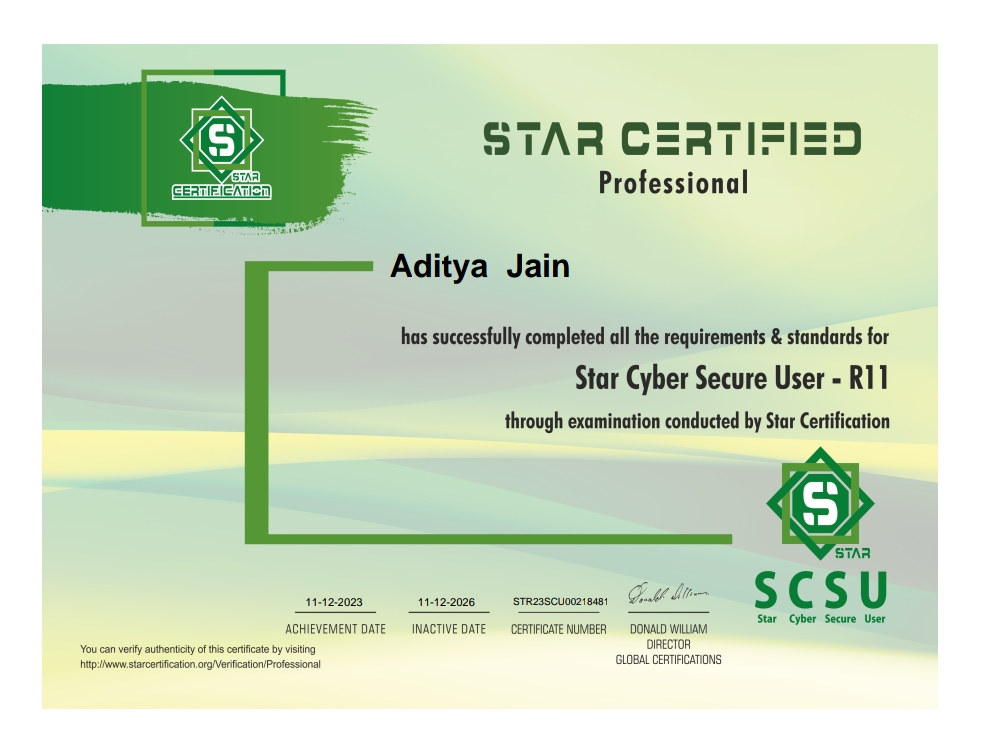 S
STAR
CERTIFICATION
STAR CERTIFIED
Professional
Aditya Jain
has successfully completed all the requirements & standards for
Star Cyber Secure User - R11
through examination conducted by Star Certification
S
STAR
SCSU
Star Cyber Secure User
11-12-2023 11-12-2026 STR23SCU00218481 Donald William
ACHIEVEMENT DATE INACTIVE DATE CERTIFICATE NUMBER DONALD WILLIAM
DIRECTOR
GLOBAL CERTIFICATIONS
You can verify authenticity of this certificate by visiting
http://www.starcertification.org/Verification/Professional